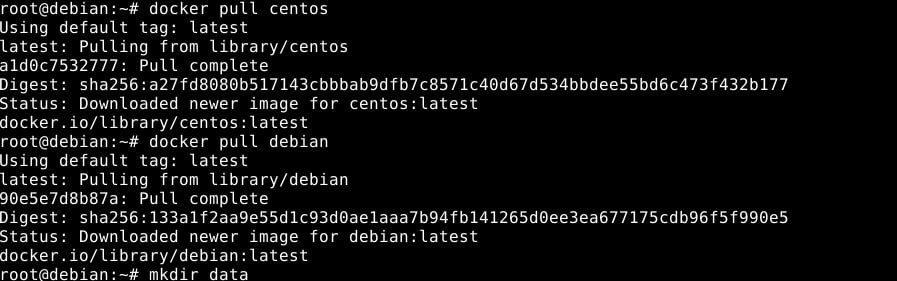 root@debian:~# docker pull centos
Using default tag: latest
latest: Pulling from library/centos
a1d0c7532777: Pull complete
Digest: sha256:a27fd8080b517143cbbbab9dfb7c8571c40d67d534bbdee55bd6c473f432b177
Status: Downloaded newer image for centos:latest
docker.io/library/centos:latest
root@debian:~# docker pull debian
Using default tag: latest
latest: Pulling from library/debian
90e5e7d8b87a: Pull complete
Digest: sha256:133a1f2aa9e55d1c93d0ae1aaa7b94fb141265d0ee3ea677175cdb96f5f990e5
Status: Downloaded newer image for debian:latest
docker.io/library/debian:latest
root@debian:~# mkdir data